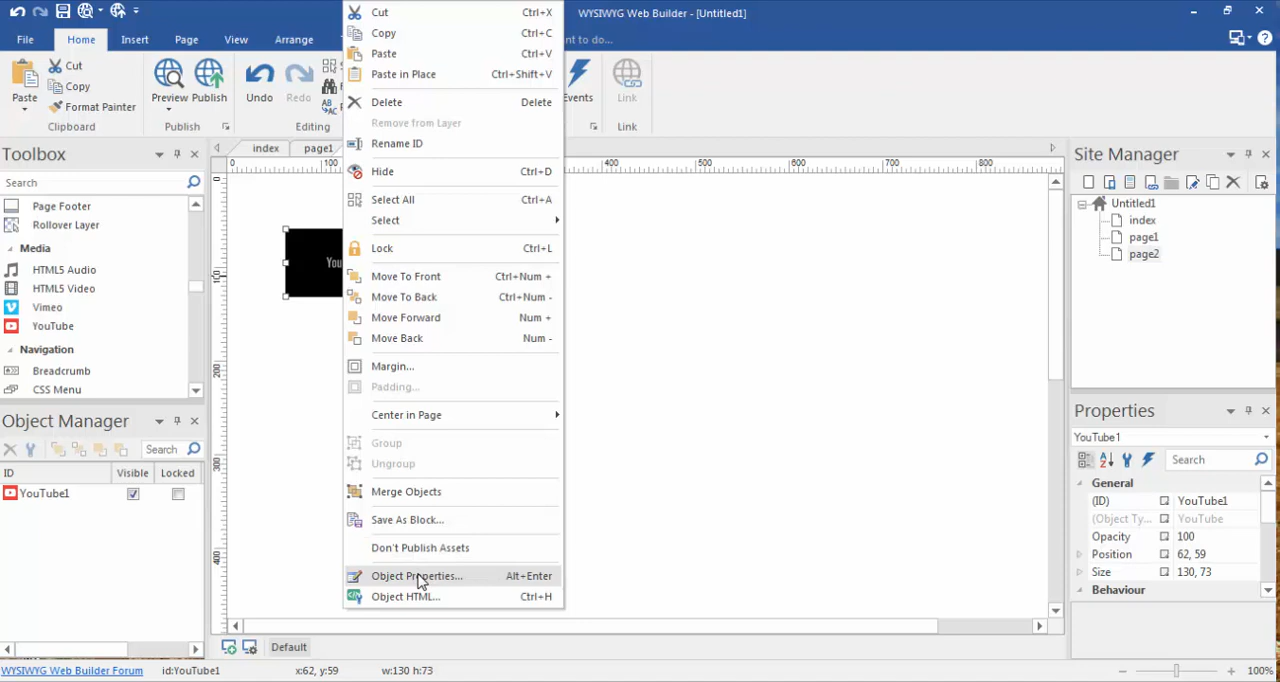 WYSIWYG Web Builder - [Untitled1]
File
Home
Insert
Page
View
Arrange
nt to do...
Paste
Cut
Copy
Format Painter
Clipboard
Preview
Publish
Publish
Undo
Redo
Editing
Events
Link
Link
Cut Ctrl+X
Copy Ctrl+C
Paste Ctrl+V
Paste in Place Ctrl+Shift+V
Delete Delete
Remove from Layer
Rename ID
Hide Ctrl+D
Select All Ctrl+A
Select
Lock Ctrl+L
Move To Front Ctrl+Num +
Move To Back Ctrl+Num -
Move Forward Num +
Move Back Num -
Margin...
Padding...
Center in Page
Group
Ungroup
Merge Objects
Save As Block...
Don't Publish Assets
Object Properties... Alt+Enter
Object HTML... Ctrl+H
Toolbox
Search
Page Footer
Rollover Layer
Media
HTML5 Audio
HTML5 Video
Vimeo
YouTube
Navigation
Breadcrumb
CSS Menu
Object Manager
Search
ID Visible Locked
YouTube1
index
page1
0 100 400 500 600 700 800
0
100
200
300
400
You
Default
Site Manager
Untitled1
index
page1
page2
Properties
YouTube1
Search
General
(ID) YouTube1
(Object Ty... YouTube
Opacity 100
Position 62, 59
Size 130, 73
Behaviour
WYSIWYG Web Builder Forum id:YouTube1 x:62, y:59 w:130 h:73 100%